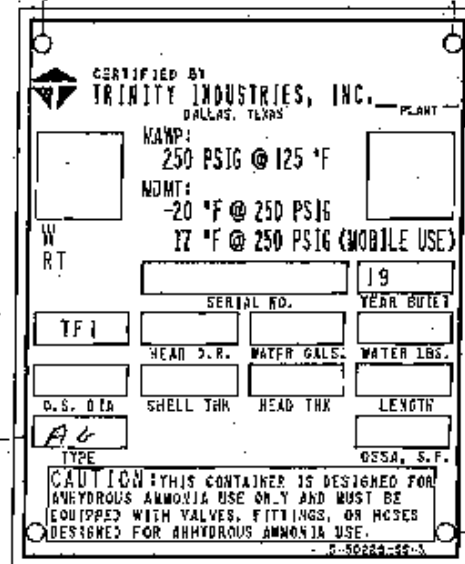 CERTIFIED BY
TRINITY INDUSTRIES, INC.
PLANT
DALLAS, TEXAS
MAWP:
250 PSIG @ 125 °F
MDMT:
-20 °F @ 250 PSIG
17 °F @ 250 PSIG (MOBILE USE)
W
RT
19
SERIAL NO. YEAR BUILT
TF1
HEAD D.R. WATER GALS. WATER LBS.
O.S. DIA SHELL THK HEAD THK LENGTH
AG
TYPE OSSA, S.F.
CAUTION: THIS CONTAINER IS DESIGNED FOR
ANHYDROUS AMMONIA USE ONLY AND MUST BE
EQUIPPED WITH VALVES, FITTINGS, OR HOSES
DESIGNED FOR ANHYDROUS AMMONIA USE.